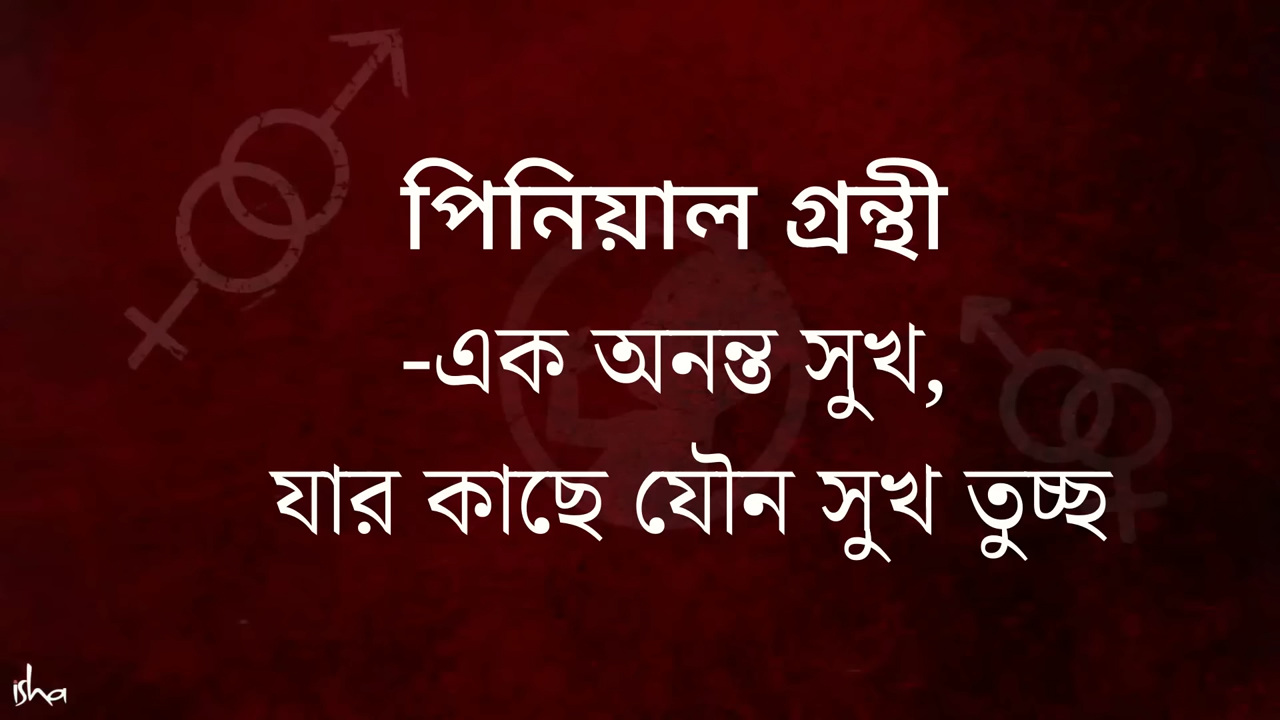 পিনিয়াল গ্রন্থী
-এক অনন্ত সুখ,
যার কাছে যৌন সুখ তুচ্ছ
isha